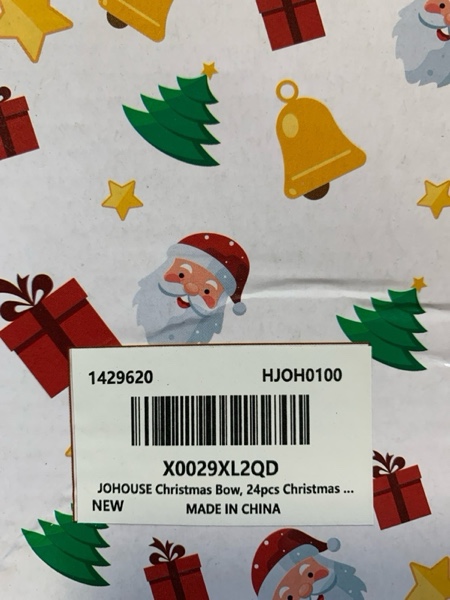 1429620 HJOH0100
X0029XL2QD
JOHOUSE Christmas Bow, 24pcs Christmas ...
NEW MADE IN CHINA